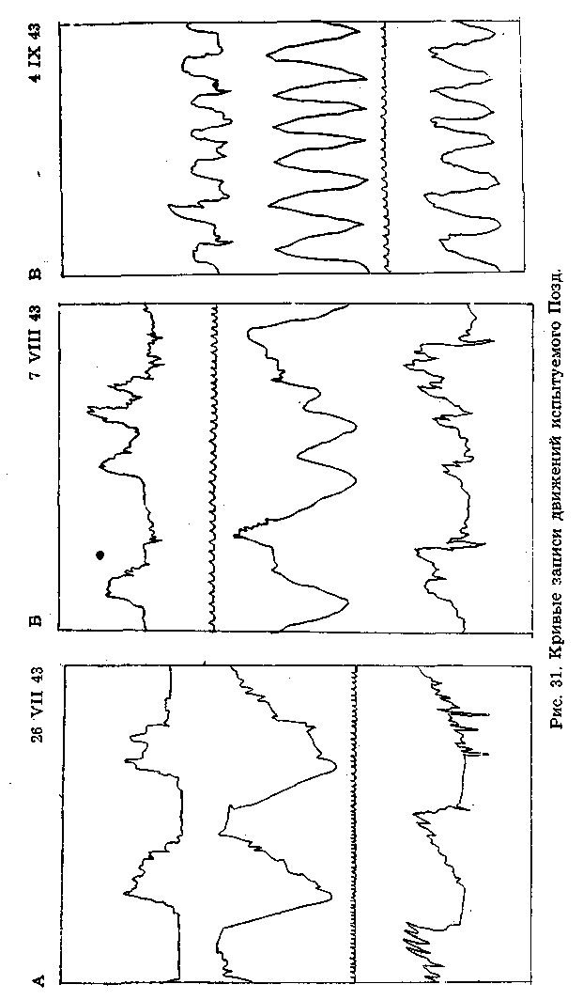 А 26 VII 43
Б 7 VIII 43
В 4 IX 43
Рис. 31. Кривые записи движений испытуемого Позд.